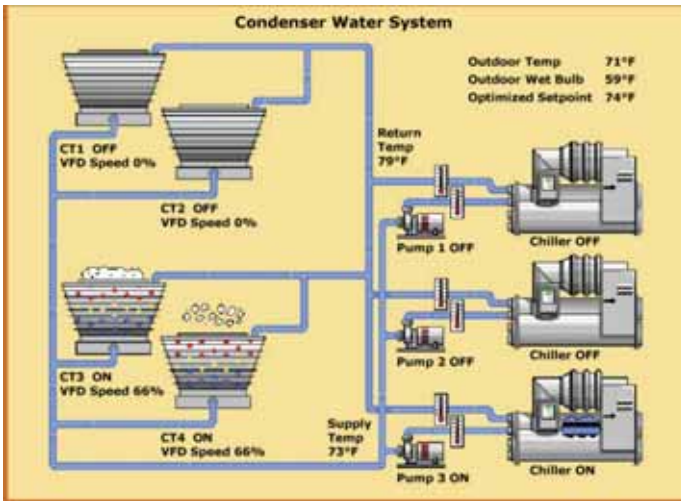 Condenser Water System
Outdoor Temp 71°F
Outdoor Wet Bulb 59°F
Optimized Setpoint 74°F
CT1 OFF
VFD Speed 0%
CT2 OFF
VFD Speed 0%
Return
Temp
79°F
Pump 1 OFF
Chiller OFF
Pump 2 OFF
Chiller OFF
CT3 ON
VFD Speed 66%
CT4 ON
VFD Speed 66%
Supply
Temp
73°F
Pump 3 ON
Chiller ON